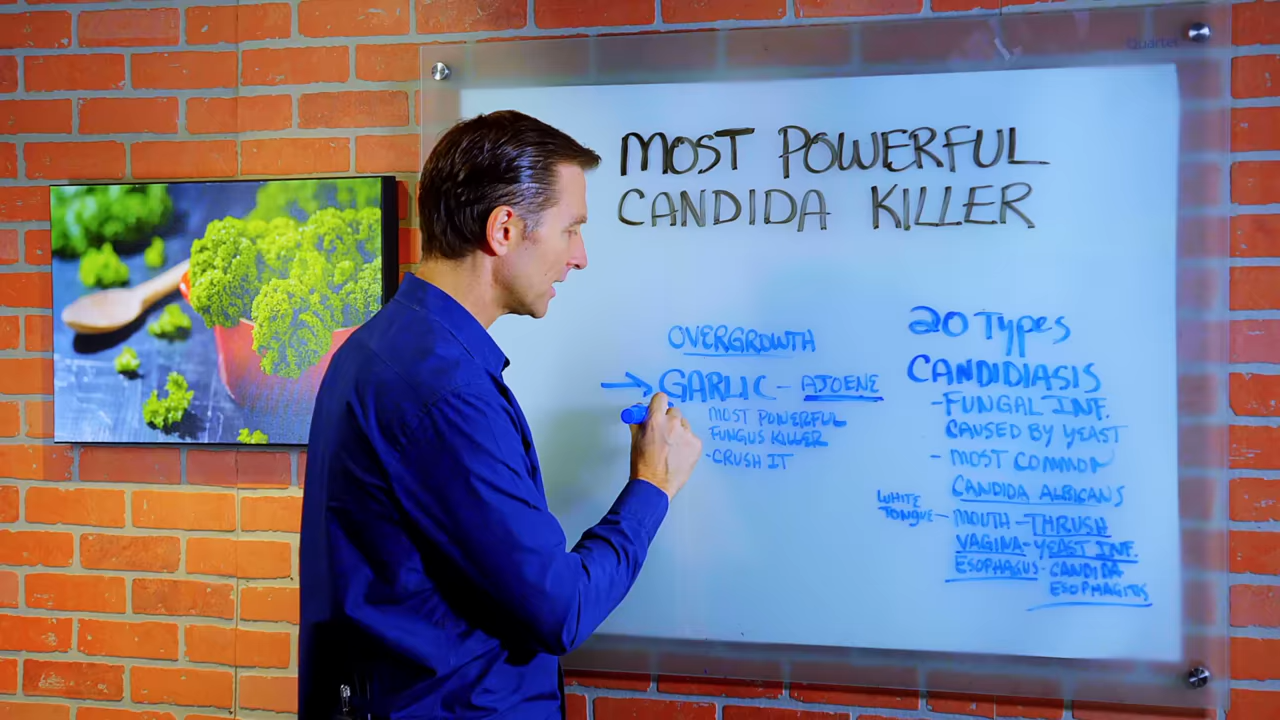 Quartet
MOST POWERFUL
CANDIDA KILLER
OVERGROWTH
→ GARLIC - AJOENE
MOST POWERFUL
FUNGUS KILLER
-CRUSH IT
20 TYPES
CANDIDIASIS
-FUNGAL INF.
CAUSED BY YEAST
- MOST COMMON
CANDIDA ALBICANS
WHITE
TONGUE - MOUTH - THRUSH
VAGINA - YEAST INF.
ESOPHAGUS - CANDIDA
ESOPHAGITIS